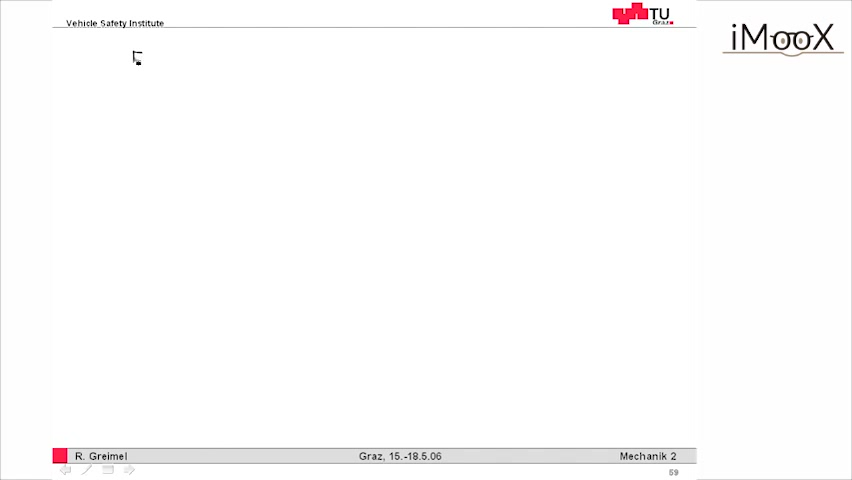 Vehicle Safety Institute
TU
Graz
iMooX
R. Greimel
Graz, 15.-18.5.06
Mechanik 2
59